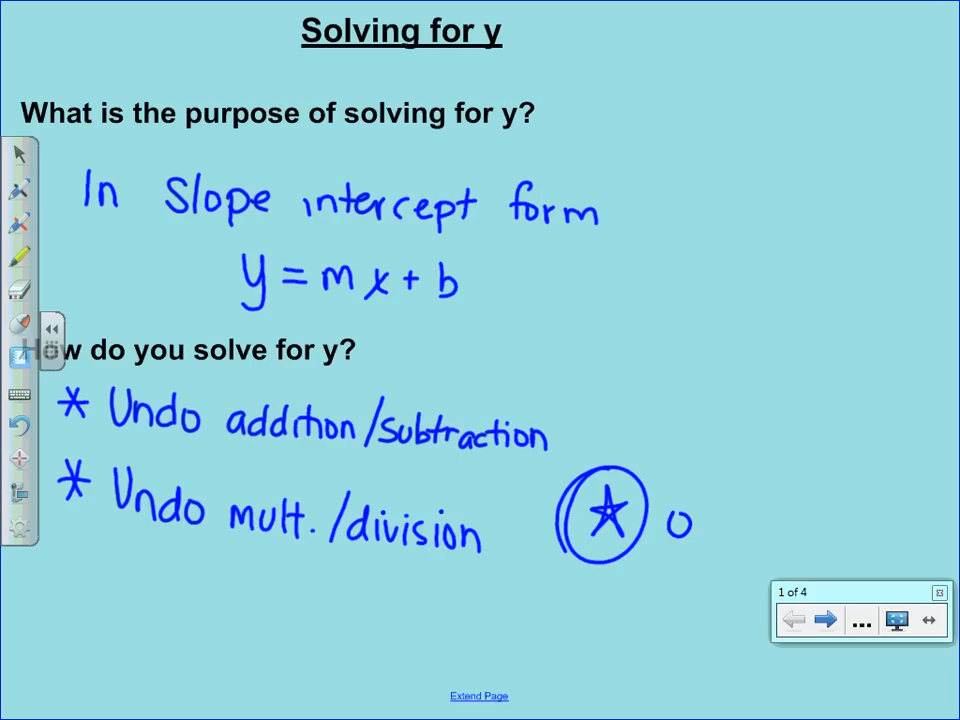 Solving for y
What is the purpose of solving for y?
In slope intercept form
y = mx + b
How do you solve for y?
* Undo addition/subtraction
* Undo mult./division ☆ o
1 of 4
...
Extend Page